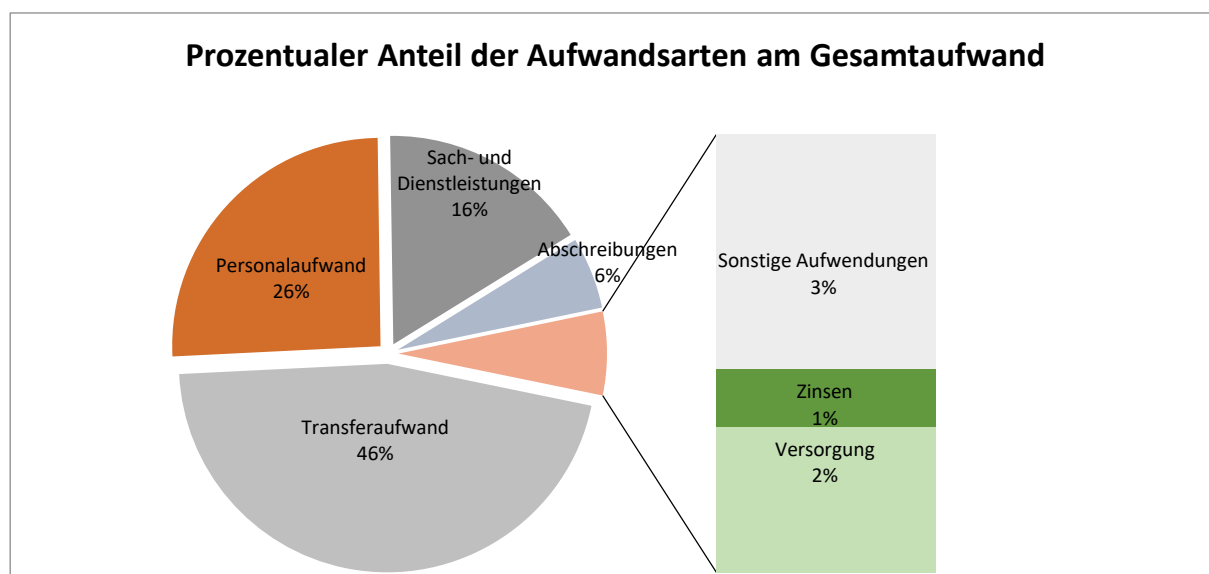 Prozentualer Anteil der Aufwandsarten am Gesamtaufwand
Sach- und
Dienstleistungen
16%
Abschreibungen
6%
Personalaufwand
26%
Transferaufwand
46%
Sonstige Aufwendungen
3%
Zinsen
1%
Versorgung
2%